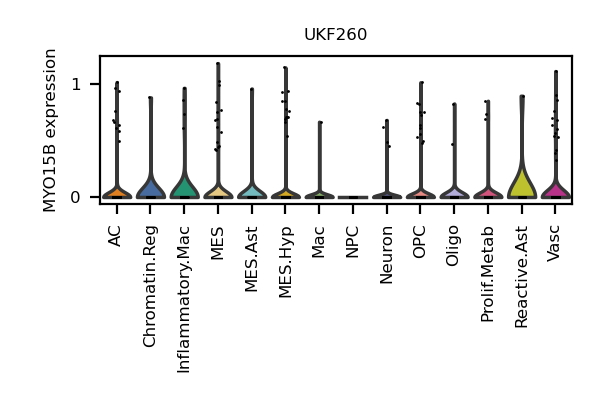 UKF260
MYO15B expression
1
0
AC
Chromatin.Reg
Inflammatory.Mac
MES
MES.Ast
MES.Hyp
Mac
NPC
Neuron
OPC
Oligo
Prolif.Metab
Reactive.Ast
Vasc